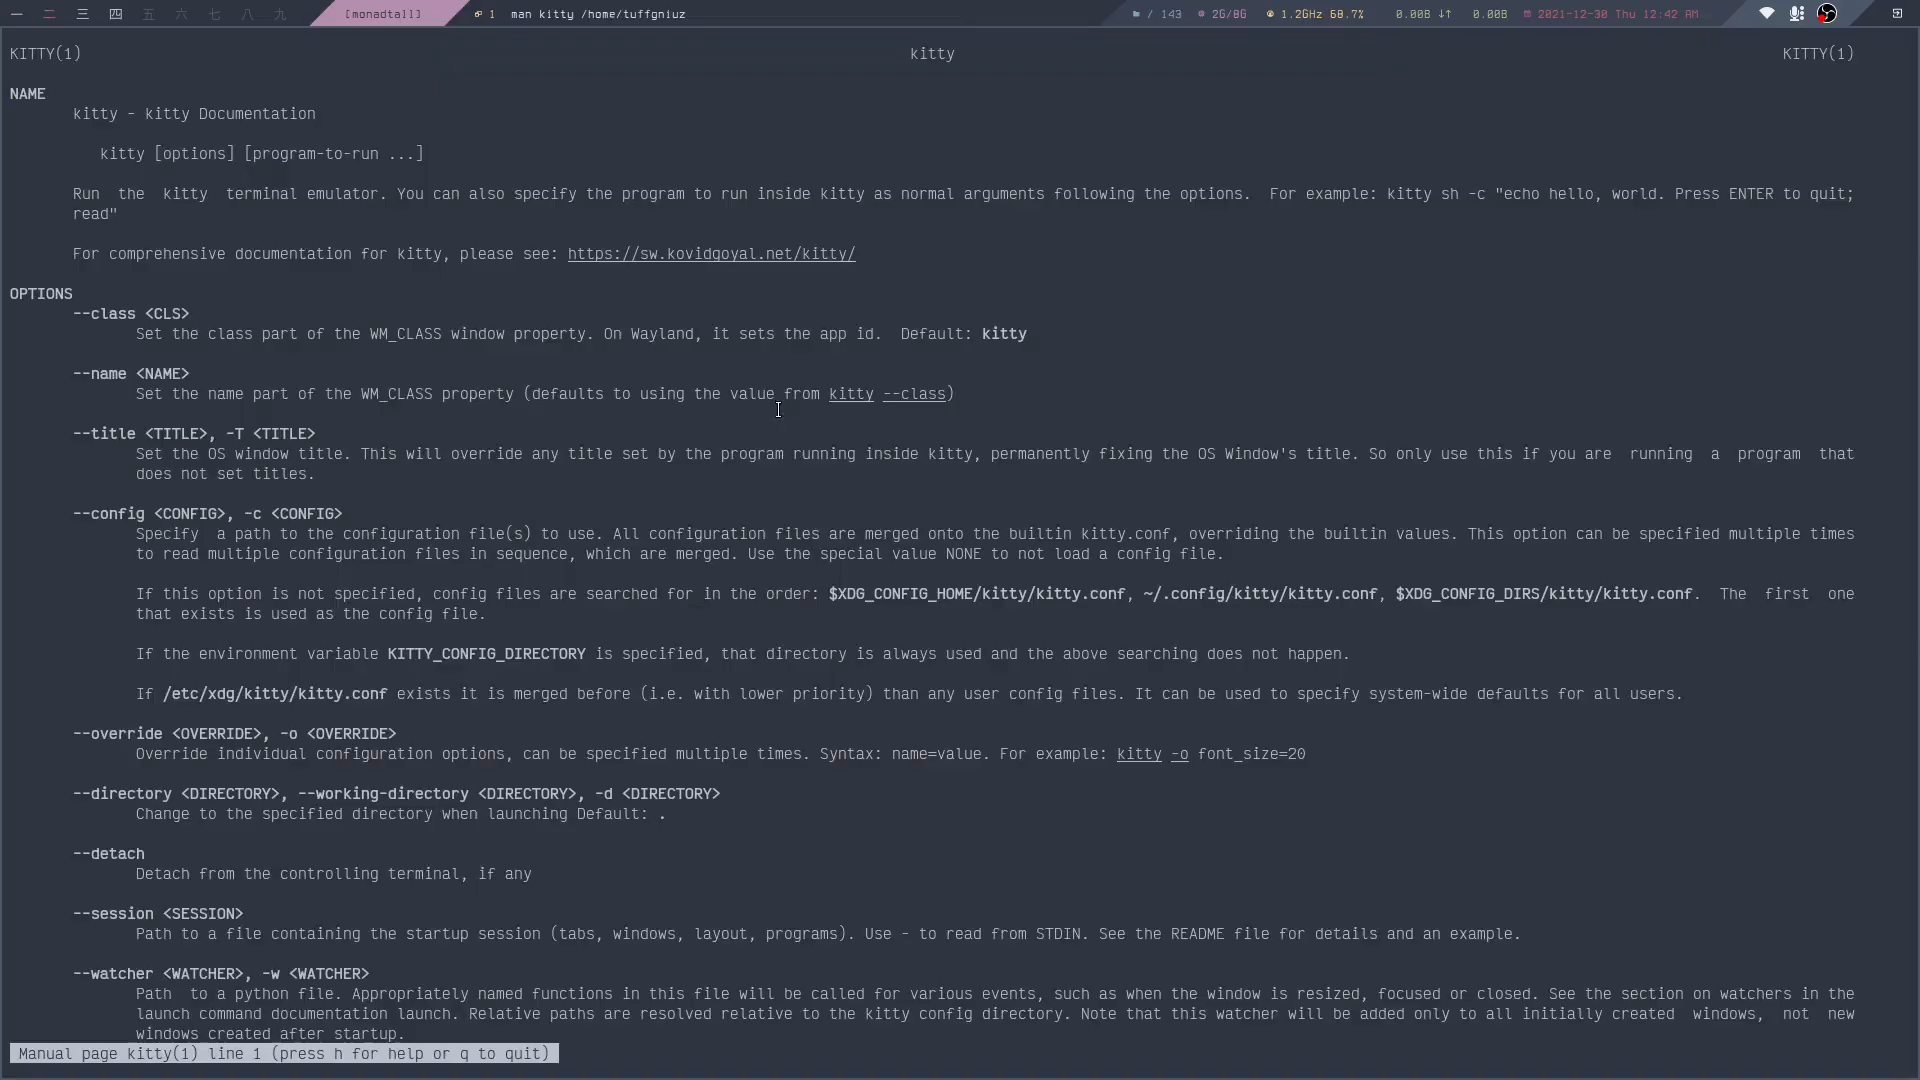 一 二 三 四 五 六 七 八 九 [monadtall] 1 man kitty /home/tuffgniuz / 143 2G/8G 1.2GHz 58.7% 0.00B ↓↑ 0.00B 2021-12-30 Thu 12:42 AM
KITTY(1) kitty KITTY(1)
NAME
kitty - kitty Documentation
kitty [options] [program-to-run ...]
Run the kitty terminal emulator. You can also specify the program to run inside kitty as normal arguments following the options. For example: kitty sh -c "echo hello, world. Press ENTER to quit;
read"
For comprehensive documentation for kitty, please see: https://sw.kovidgoyal.net/kitty/
OPTIONS
--class <CLS>
Set the class part of the WM_CLASS window property. On Wayland, it sets the app id. Default: kitty
--name <NAME>
Set the name part of the WM_CLASS property (defaults to using the value from kitty --class)
--title <TITLE>, -T <TITLE>
Set the OS window title. This will override any title set by the program running inside kitty, permanently fixing the OS Window's title. So only use this if you are running a program that
does not set titles.
--config <CONFIG>, -c <CONFIG>
Specify a path to the configuration file(s) to use. All configuration files are merged onto the builtin kitty.conf, overriding the builtin values. This option can be specified multiple times
to read multiple configuration files in sequence, which are merged. Use the special value NONE to not load a config file.
If this option is not specified, config files are searched for in the order: $XDG_CONFIG_HOME/kitty/kitty.conf, ~/.config/kitty/kitty.conf, $XDG_CONFIG_DIRS/kitty/kitty.conf. The first one
that exists is used as the config file.
If the environment variable KITTY_CONFIG_DIRECTORY is specified, that directory is always used and the above searching does not happen.
If /etc/xdg/kitty/kitty.conf exists it is merged before (i.e. with lower priority) than any user config files. It can be used to specify system-wide defaults for all users.
--override <OVERRIDE>, -o <OVERRIDE>
Override individual configuration options, can be specified multiple times. Syntax: name=value. For example: kitty -o font_size=20
--directory <DIRECTORY>, --working-directory <DIRECTORY>, -d <DIRECTORY>
Change to the specified directory when launching Default: .
--detach
Detach from the controlling terminal, if any
--session <SESSION>
Path to a file containing the startup session (tabs, windows, layout, programs). Use - to read from STDIN. See the README file for details and an example.
--watcher <WATCHER>, -w <WATCHER>
Path to a python file. Appropriately named functions in this file will be called for various events, such as when the window is resized, focused or closed. See the section on watchers in the
launch command documentation launch. Relative paths are resolved relative to the kitty config directory. Note that this watcher will be added only to all initially created windows, not new
windows created after startup.
Manual page kitty(1) line 1 (press h for help or q to quit)